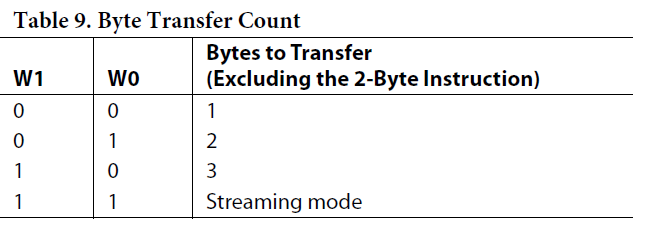 Table 9. Byte Transfer Count
Bytes to Transfer
W1 W0 (Excluding the 2-Byte Instruction)
0 0 1
0 1 2
1 0 3
1 1 Streaming mode